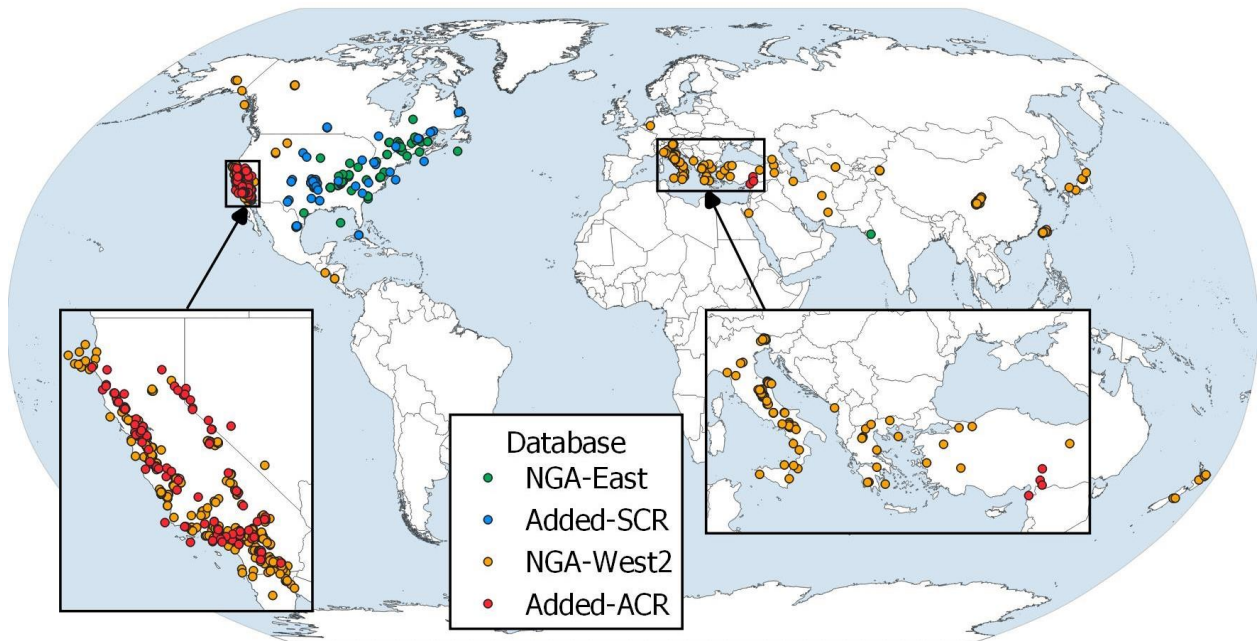 Database
NGA-East
Added-SCR
NGA-West2
Added-ACR